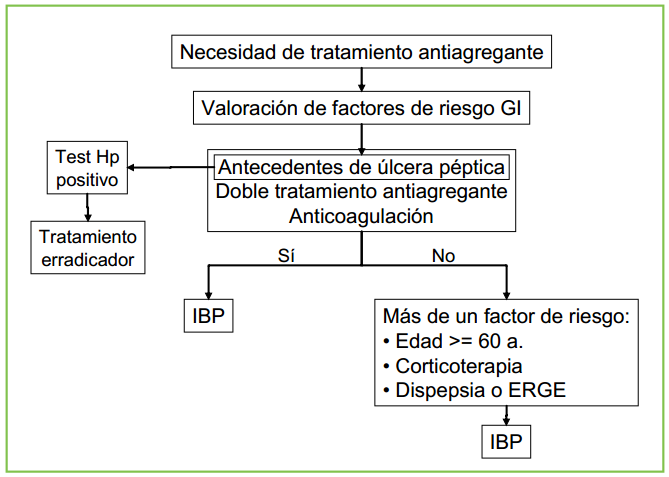 Necesidad de tratamiento antiagregante
Valoración de factores de riesgo GI
Test Hp
positivo
Antecedentes de úlcera péptica
Doble tratamiento antiagregante
Anticoagulación
Tratamiento
erradicador
Sí
No
IBP
Más de un factor de riesgo:
• Edad >= 60 a.
• Corticoterapia
• Dispepsia o ERGE
IBP